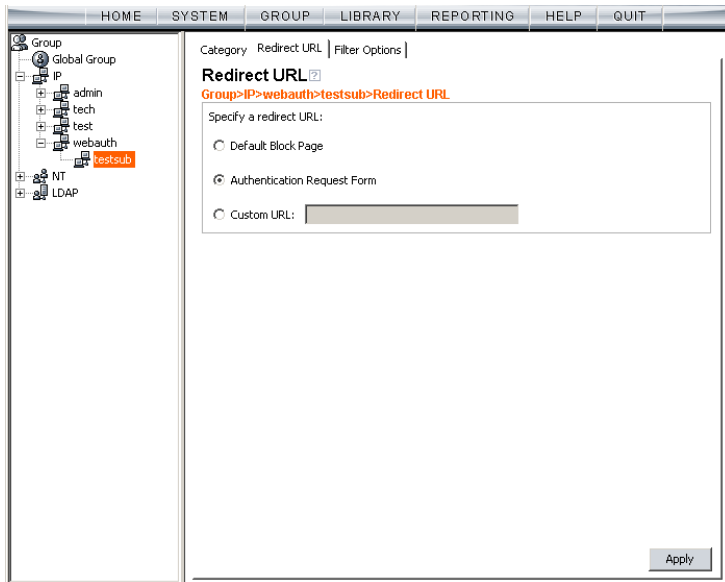 HOME SYSTEM GROUP LIBRARY REPORTING HELP QUIT
Group
Global Group
IP
admin
tech
test
webauth
testsub
NT
LDAP
Category Redirect URL Filter Options
Redirect URL ?
Group>IP>webauth>testsub>Redirect URL
Specify a redirect URL:
Default Block Page
Authentication Request Form
Custom URL:
Apply